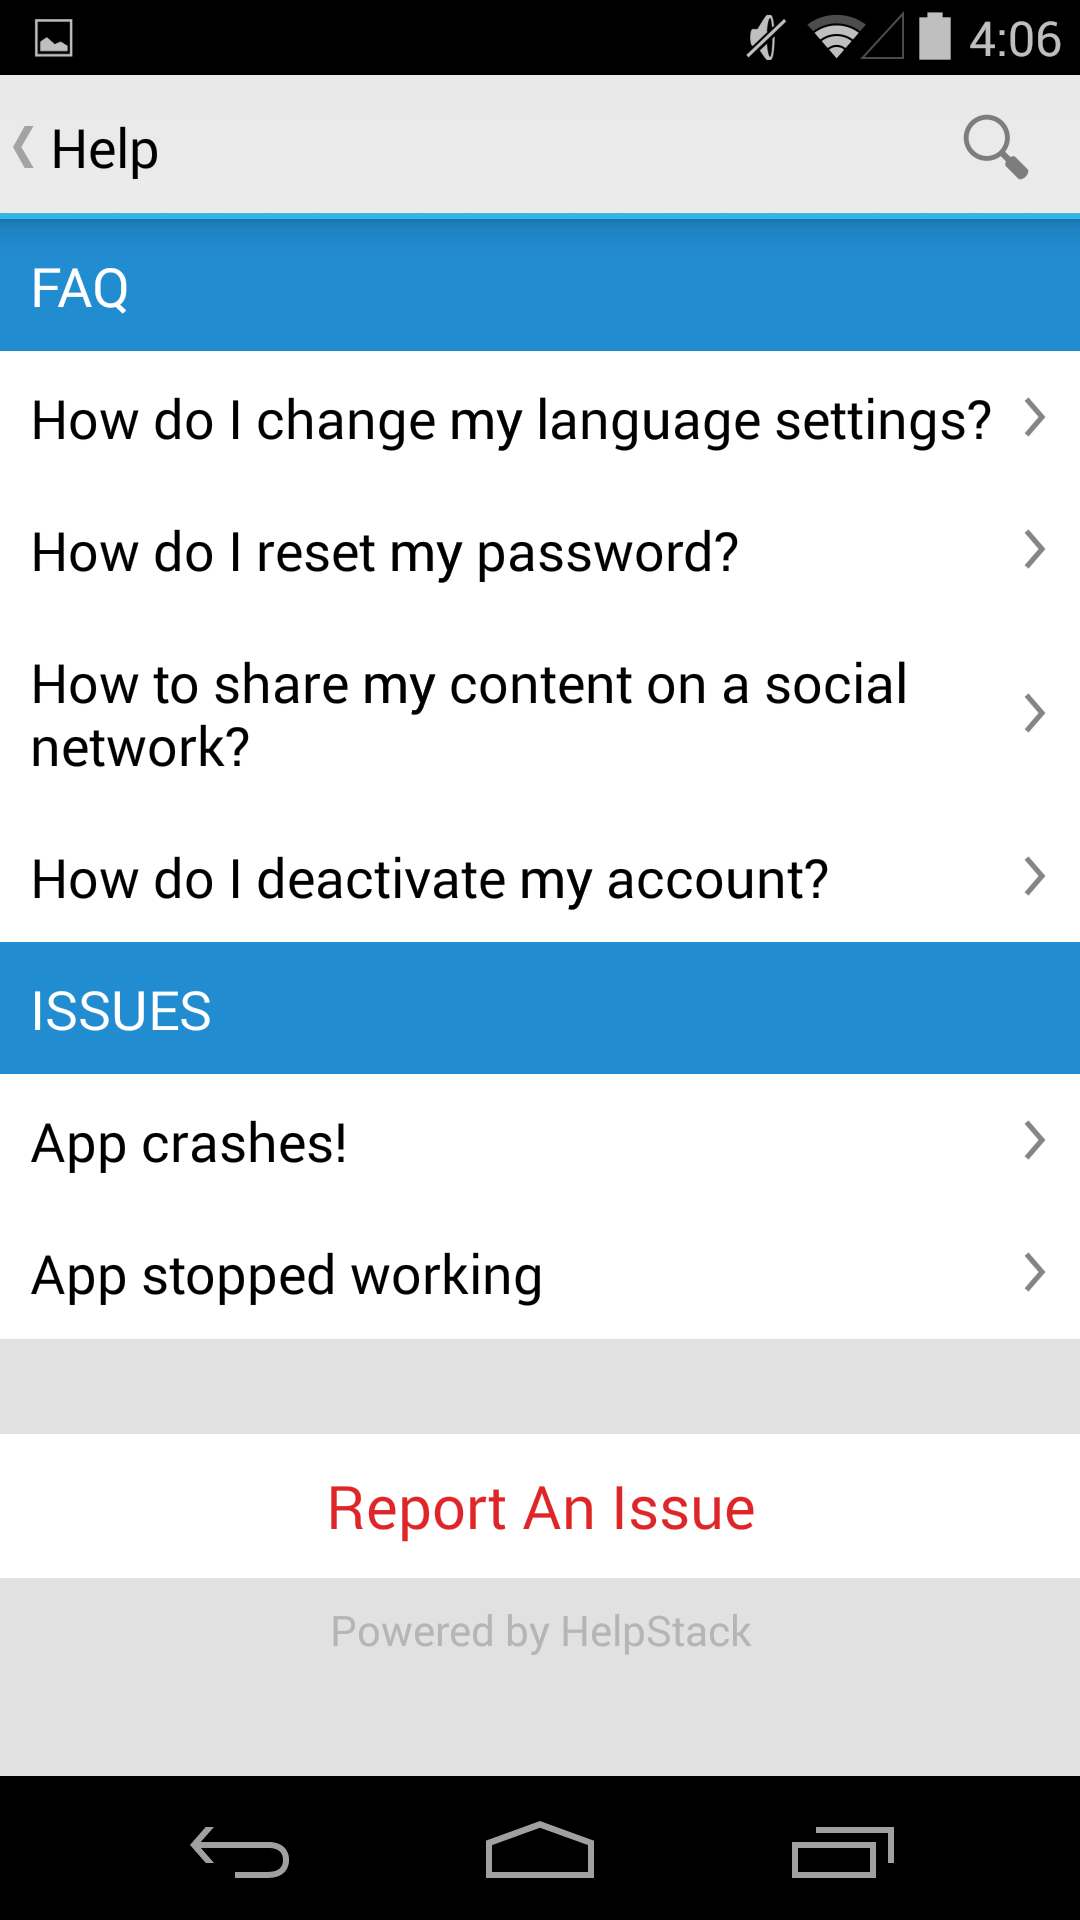 4:06
Help
FAQ
How do I change my language settings?
How do I reset my password?
How to share my content on a social
network?
How do I deactivate my account?
ISSUES
App crashes!
App stopped working
Report An Issue
Powered by HelpStack